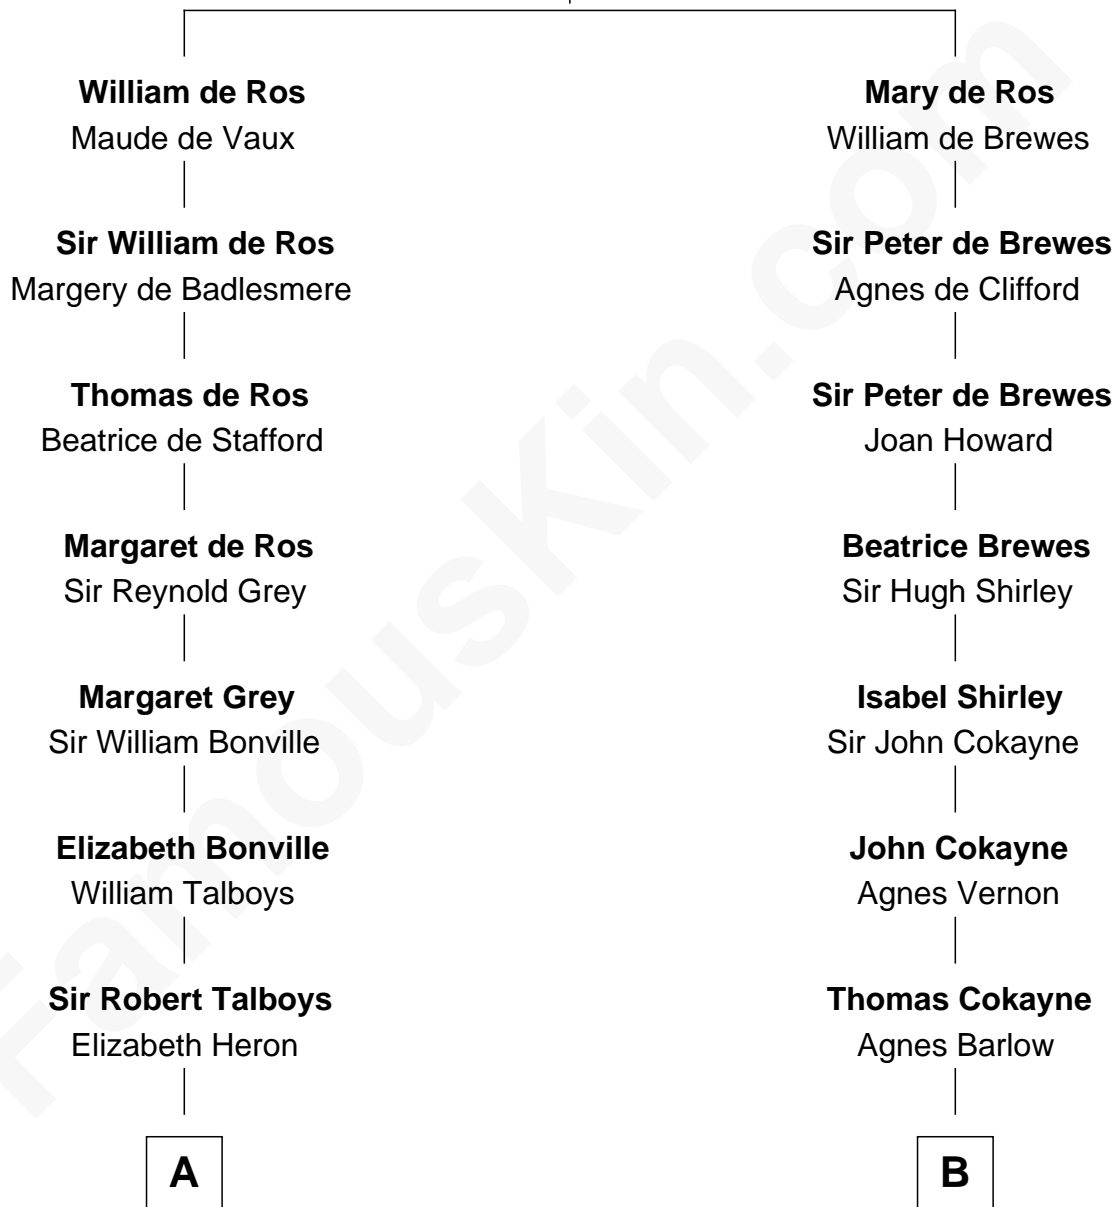 William de Ros
Maude de Vaux
Sir William de Ros
Margery de Badlesmere
Thomas de Ros
Beatrice de Stafford
Margaret de Ros
Sir Reynold Grey
Margaret Grey
Sir William Bonville
Elizabeth Bonville
William Talboys
Sir Robert Talboys
Elizabeth Heron
A
Mary de Ros
William de Brewes
Sir Peter de Brewes
Agnes de Clifford
Sir Peter de Brewes
Joan Howard
Beatrice Brewes
Sir Hugh Shirley
Isabel Shirley
Sir John Cokayne
John Cokayne
Agnes Vernon
Thomas Cokayne
Agnes Barlow
B
FamousKin.com